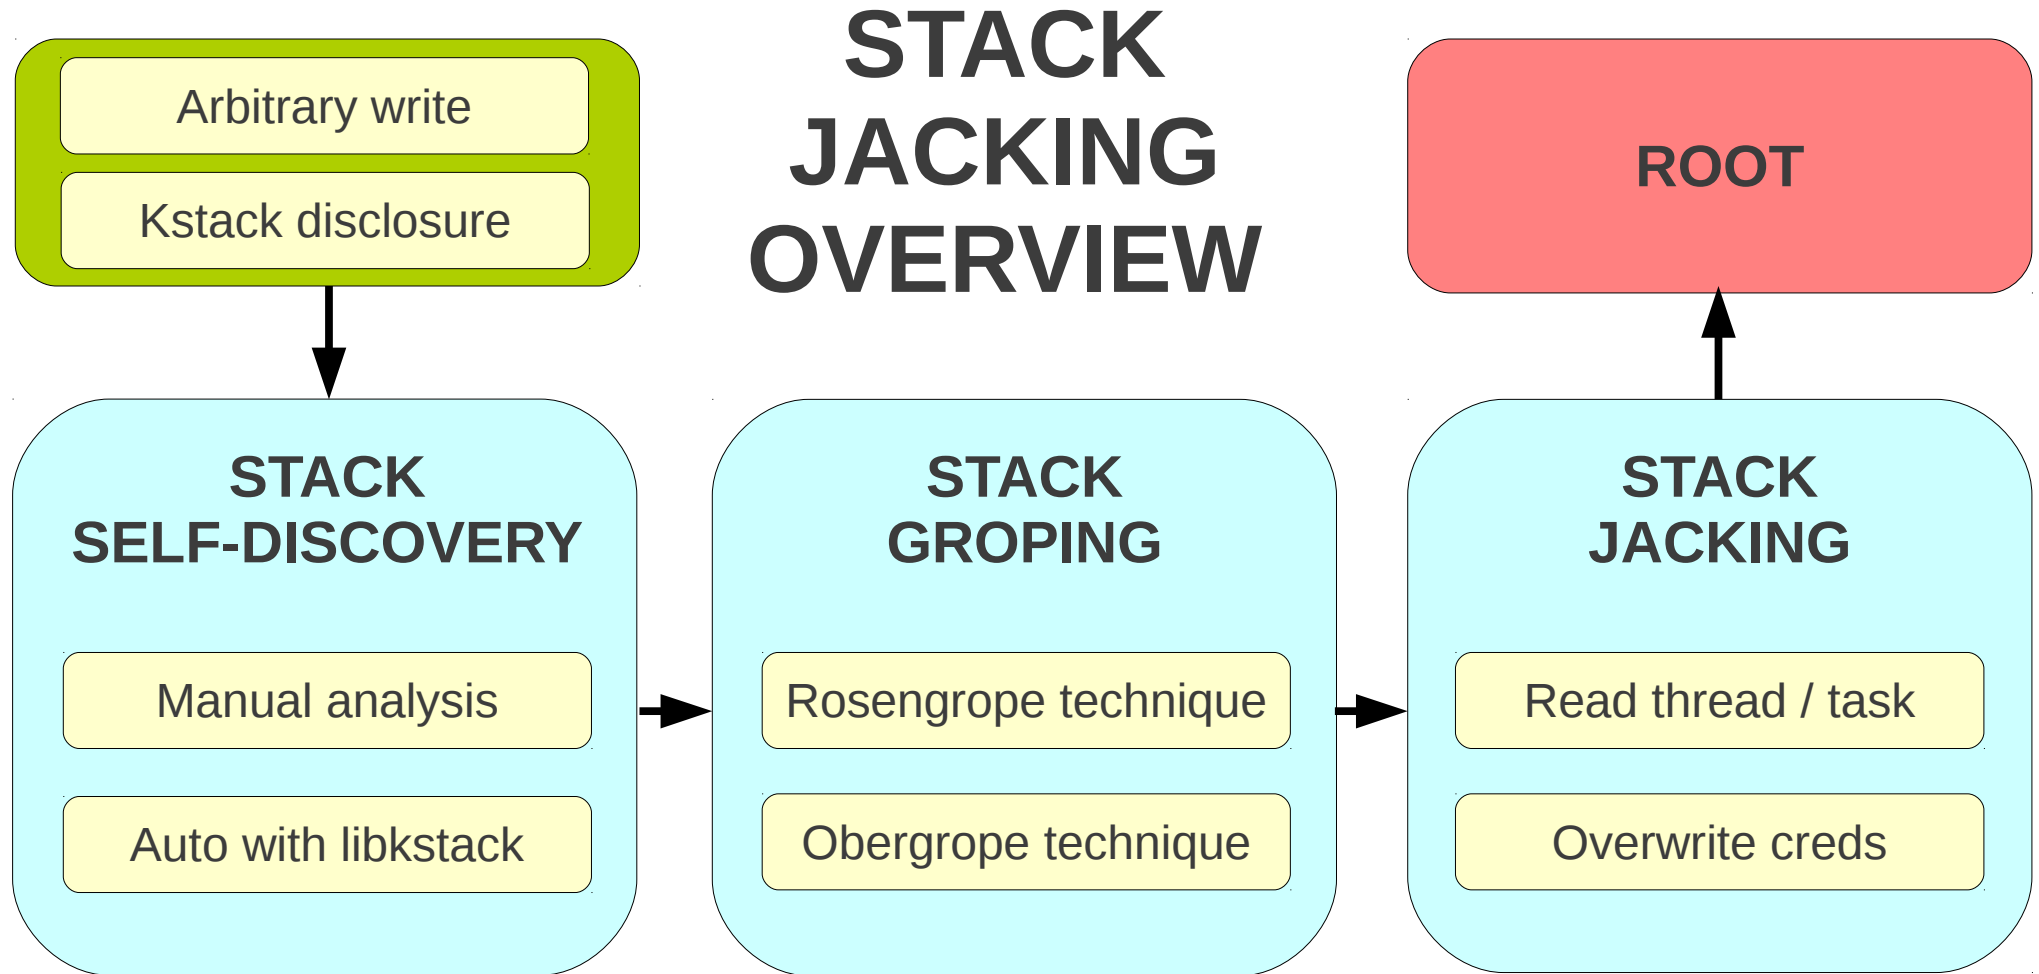 STACK
JACKING
OVERVIEW
Arbitrary write
Kstack disclosure
ROOT
STACK
SELF-DISCOVERY
Manual analysis
Auto with libkstack
STACK
GROPING
Rosengrope technique
Obergrope technique
STACK
JACKING
Read thread / task
Overwrite creds